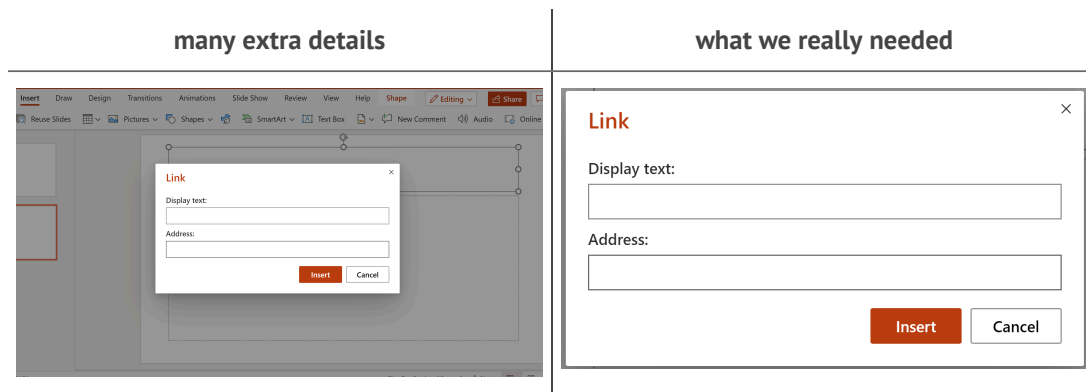 many extra details
what we really needed
Insert Draw Design Transitions Animations Slide Show Review View Help Shape Editing Share
Reuse Slides Pictures Shapes SmartArt Text Box New Comment Audio Online
Link
Display text:
Address:
Insert Cancel
Link
Display text:
Address:
Insert Cancel